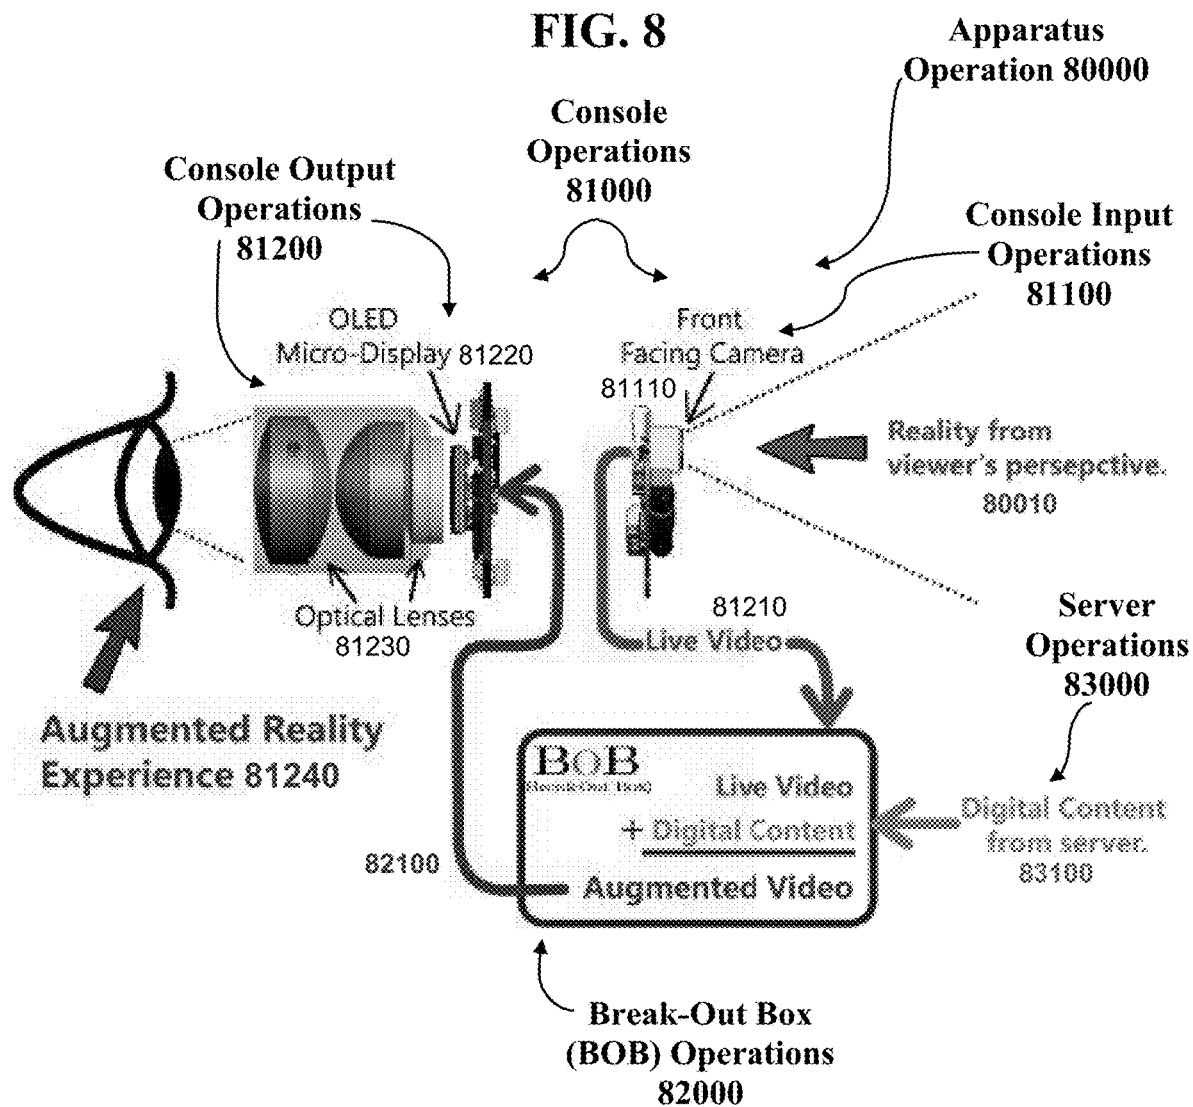 FIG. 8
Apparatus
Operation 80000
Console
Operations
81000
Console Output
Operations
81200
Console Input
Operations
81100
OLED
Micro-Display 81220
Front
Facing Camera
81110
Reality from
viewer's persepctive.
80010
Optical Lenses
81230
81210
Live Video
Server
Operations
83000
Augmented Reality
Experience 81240
BoB
(Break-Out Box)
Live Video
+ Digital Content
Augmented Video
82100
Digital Content
from server.
83100
Break-Out Box
(BOB) Operations
82000